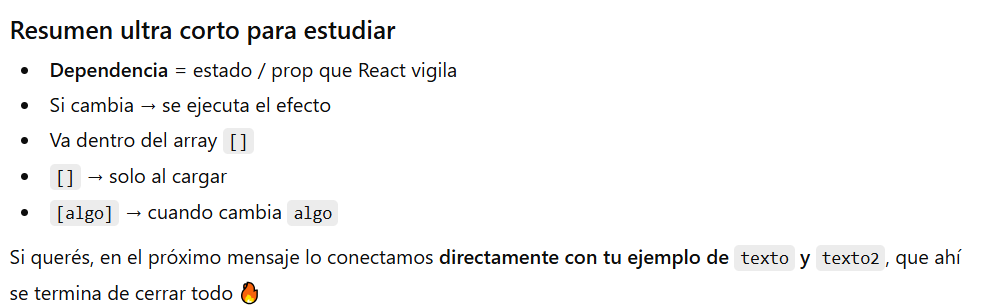 Resumen ultra corto para estudiar
• Dependencia = estado / prop que React vigila
• Si cambia → se ejecuta el efecto
• Va dentro del array []
• [] → solo al cargar
• [algo] → cuando cambia algo
Si querés, en el próximo mensaje lo conectamos directamente con tu ejemplo de texto y texto2, que ahí
se termina de cerrar todo 🔥